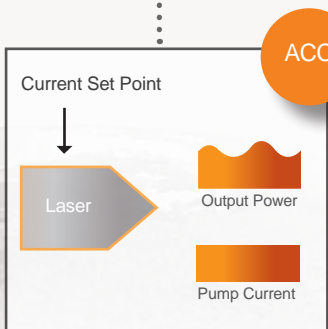 ACC
Current Set Point
Laser
Output Power
Pump Current